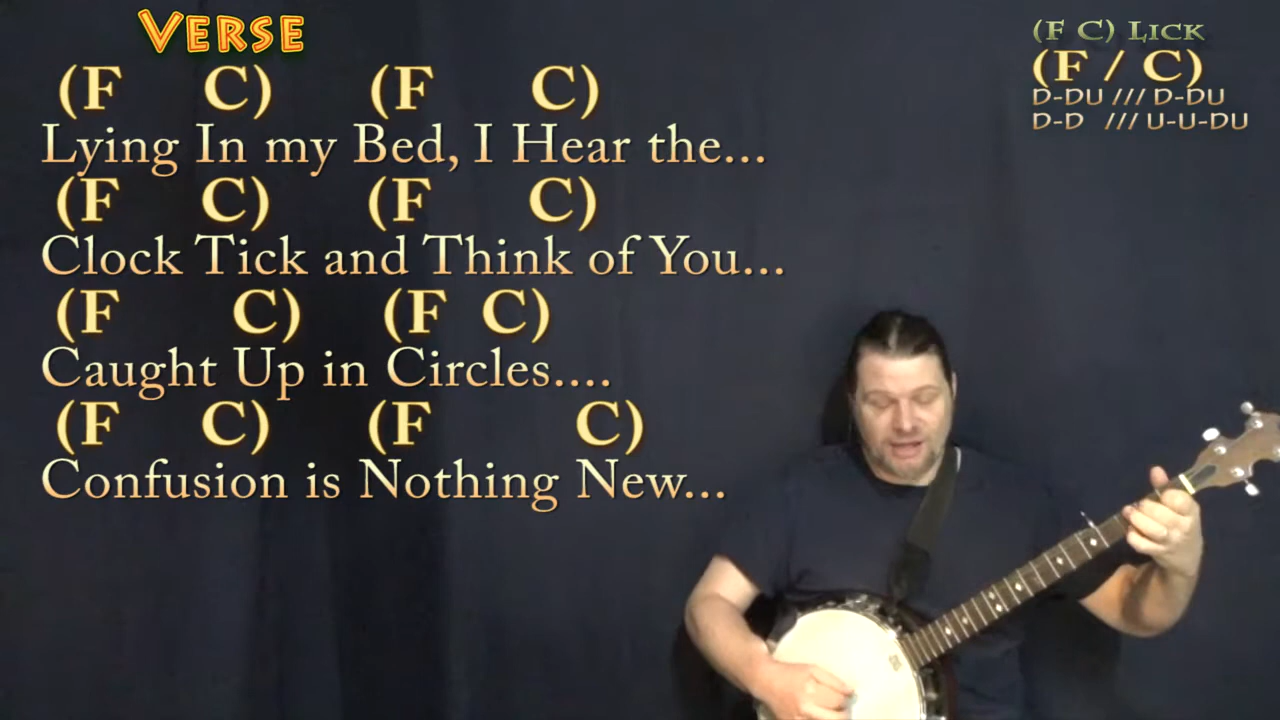 VERSE
(F C) (F C)
Lying In my Bed, I Hear the...
(F C) (F C)
Clock Tick and Think of You...
(F C) (F C)
Caught Up in Circles....
(F C) (F C)
Confusion is Nothing New...
(F C) LICK
(F / C)
D-DU /// D-DU
D-D /// U-U-DU